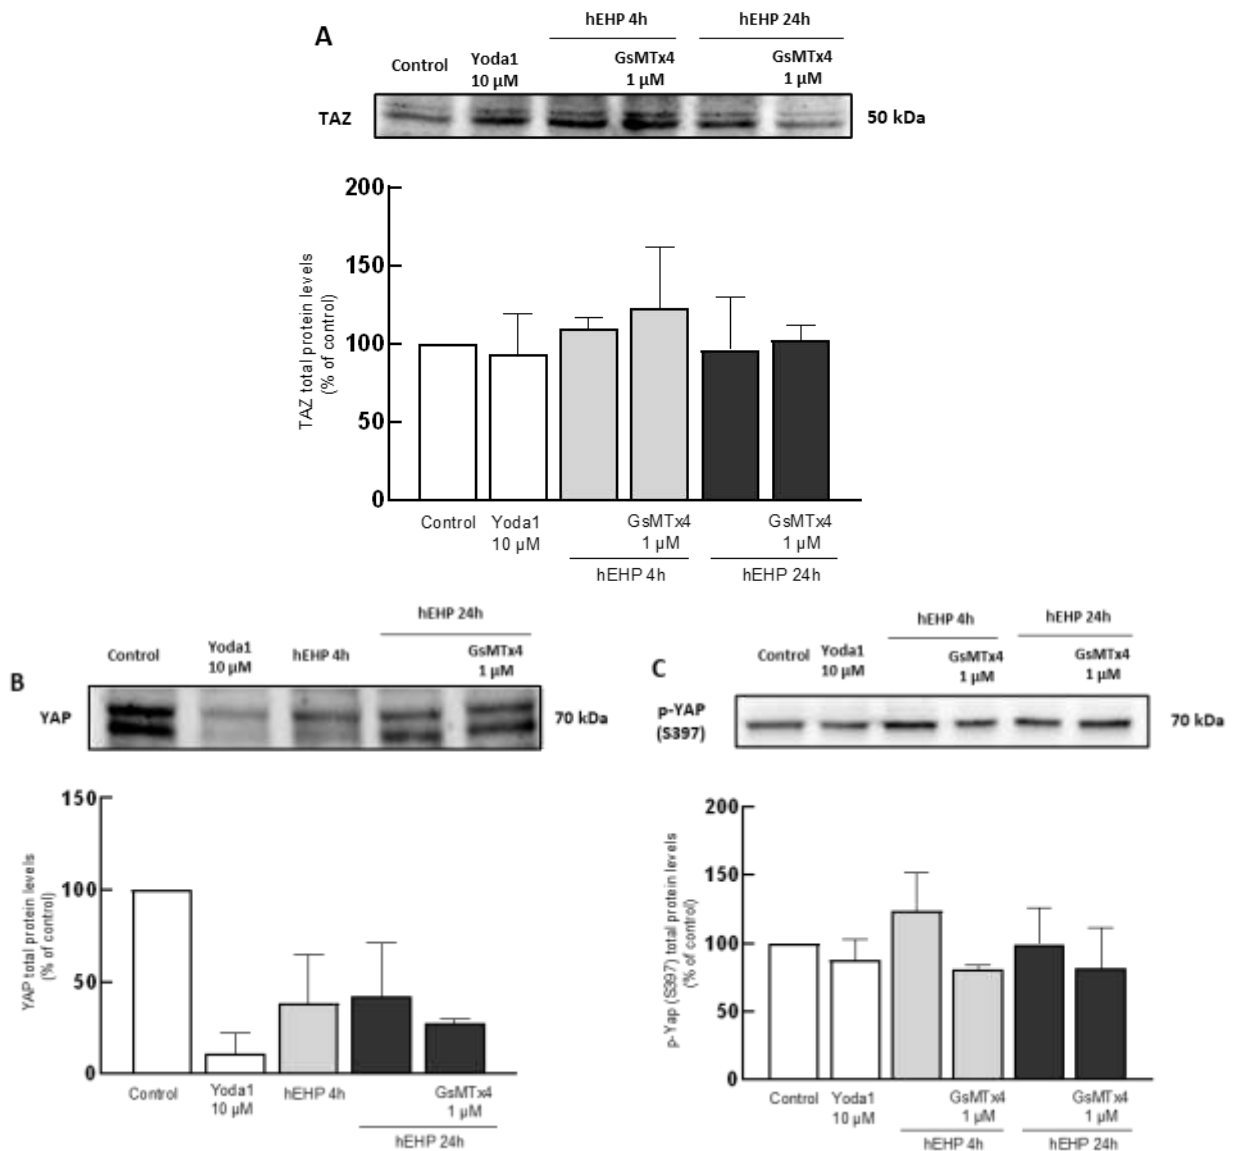 A
hEHP 4h
hEHP 24h
Control
Yoda1
10 µM
GsMTx4
1 µM
GsMTx4
1 µM
TAZ
50 kDa
TAZ total protein levels
(% of control)
200
150
100
50
0
Control
Yoda1
10 µM
GsMTx4
1 µM
GsMTx4
1 µM
hEHP 4h
hEHP 24h
B
hEHP 24h
Control
Yoda1
10 µM
hEHP 4h
GsMTx4
1 µM
YAP
70 kDa
YAP total protein levels
(% of control)
150
100
50
0
Control
Yoda1
10 µM
hEHP 4h
GsMTx4
1 µM
hEHP 24h
C
hEHP 4h
hEHP 24h
Control
Yoda1
10 µM
GsMTx4
1 µM
GsMTx4
1 µM
p-YAP
(S397)
70 kDa
p-Yap (S397) total protein levels
(% of control)
200
150
100
50
0
Control
Yoda1
10 µM
GsMTx4
1 µM
GsMTx4
1 µM
hEHP 4h
hEHP 24h